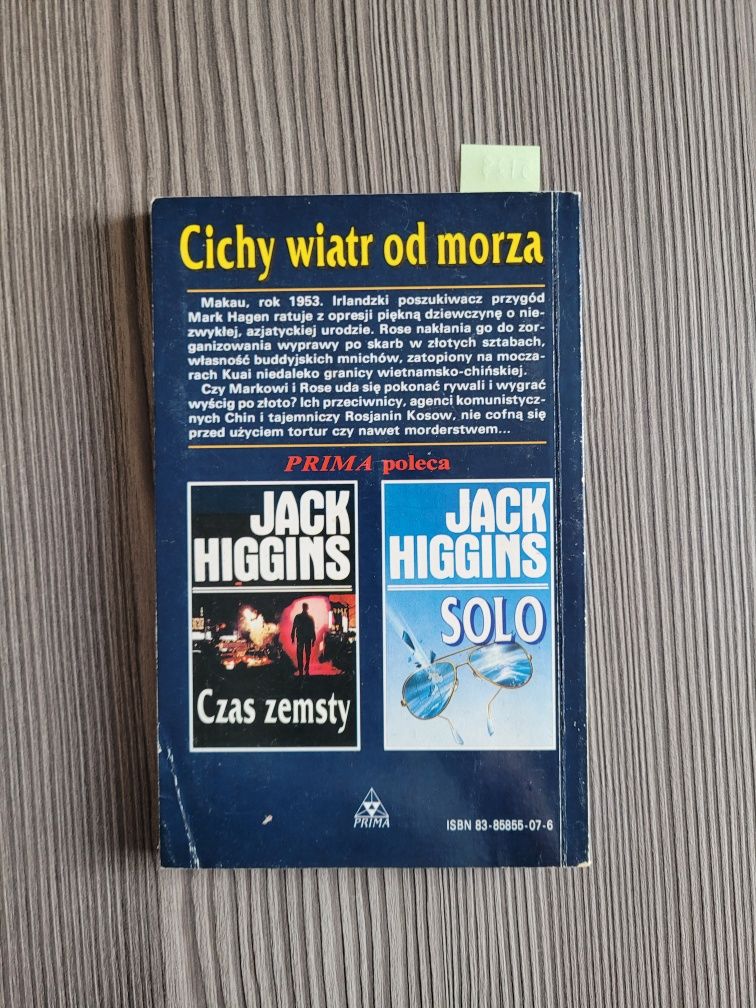 Cichy wiatr od morza
Makau, rok 1953. Irlandzki poszukiwacz przygód
Mark Hagen ratuje z opresji piękną dziewczynę o nie-
zwykłej, azjatyckiej urodzie. Rose nakłania go do zor-
ganizowania wyprawy po skarb w złotych sztabach,
własność buddyjskich mnichów, zatopiony na mocza-
rach Kuai niedaleko granicy wietnamsko-chińskiej.
Czy Markowi i Rose uda się pokonać rywali i wygrać
wyścig po złoto? Ich przeciwnicy, agenci komunistycz-
nych Chin i tajemniczy Rosjanin Kosow, nie cofną się
przed użyciem tortur czy nawet morderstwem...
PRIMA poleca
JACK
HIGGINS
Czas zemsty
JACK
HIGGINS
SOLO
PRIMA
ISBN 83-85855-07-6